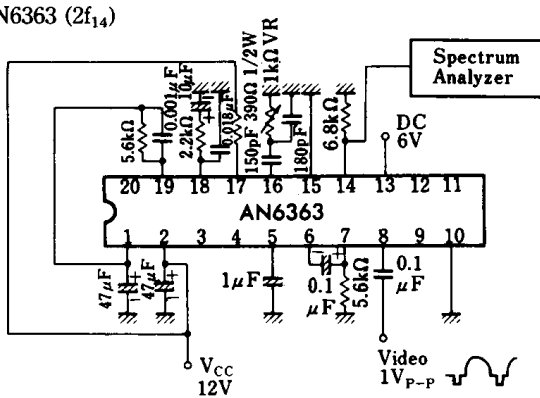 N6363 (2f14)
Spectrum
Analyzer
DC
6V
5.6kΩ
0.001μF
10μF
2.2kΩ
0.018μF
390Ω 1/2W
1kΩ VR
150pF
180pF
6.8kΩ
20 19 18 17 16 15 14 13 12 11
AN6363
1 2 3 4 5 6 7 8 9 10
47μF
+
−
47μF
+
−
1μF
−
+
0.1
μF
5.6kΩ
0.1
μF
VCC
12V
Video
1VP-P